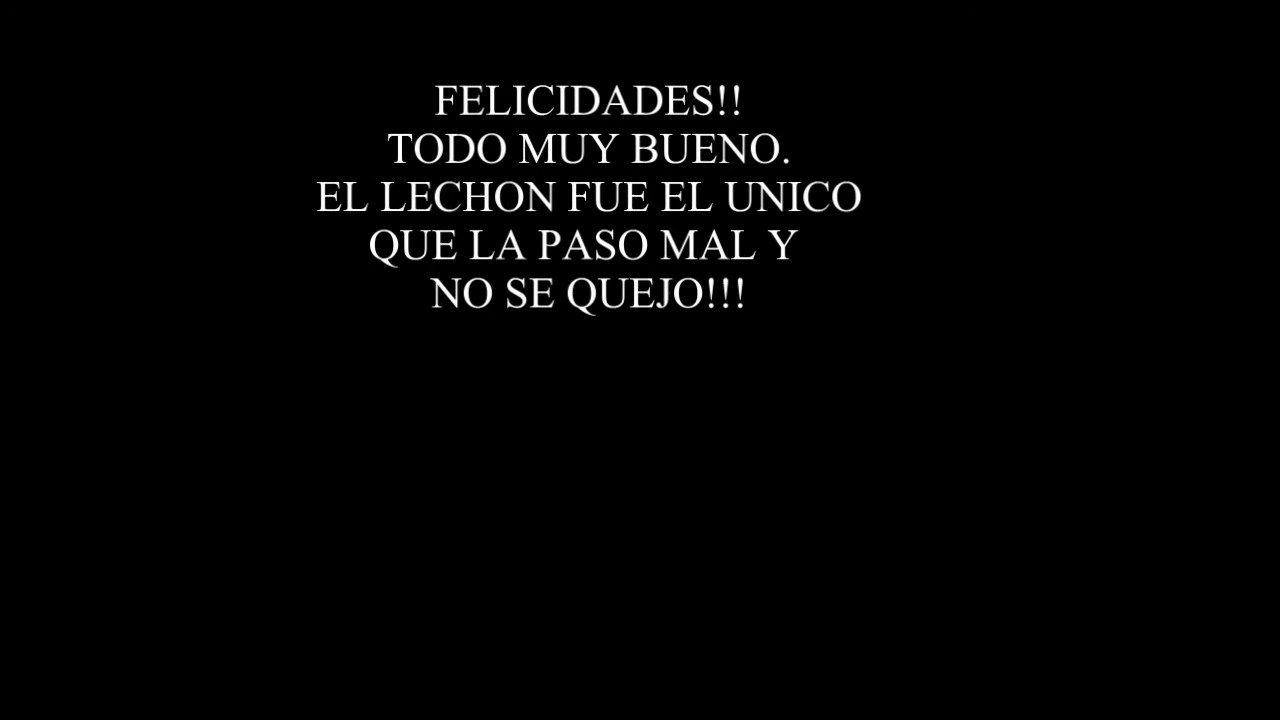 FELICIDADES!!
TODO MUY BUENO.
EL LECHON FUE EL UNICO
QUE LA PASO MAL Y
NO SE QUEJO!!!